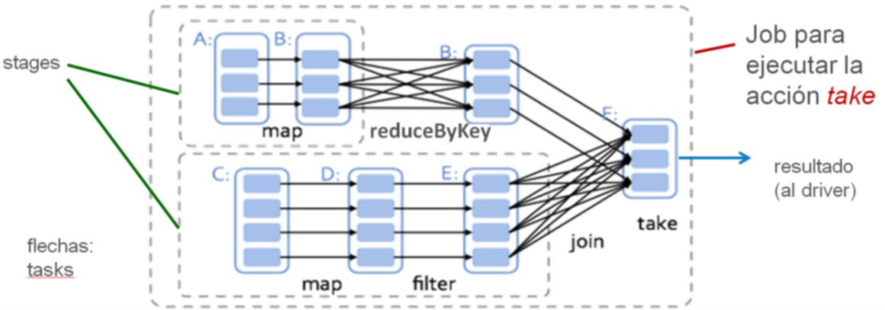 stages
A:
B:
B:
map
reduceByKey
C:
D:
E:
map
filter
join
F:
take
Job para
ejecutar la
acción take
resultado
(al driver)
flechas:
tasks